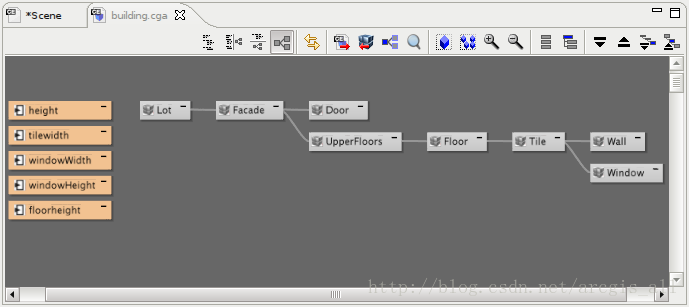 *Scene
building.cga
height
tilewidth
windowWidth
windowHeight
floorheight
Lot
Facade
Door
UpperFloors
Floor
Tile
Wall
Window
http://blog.csdn.net/arcgis_all